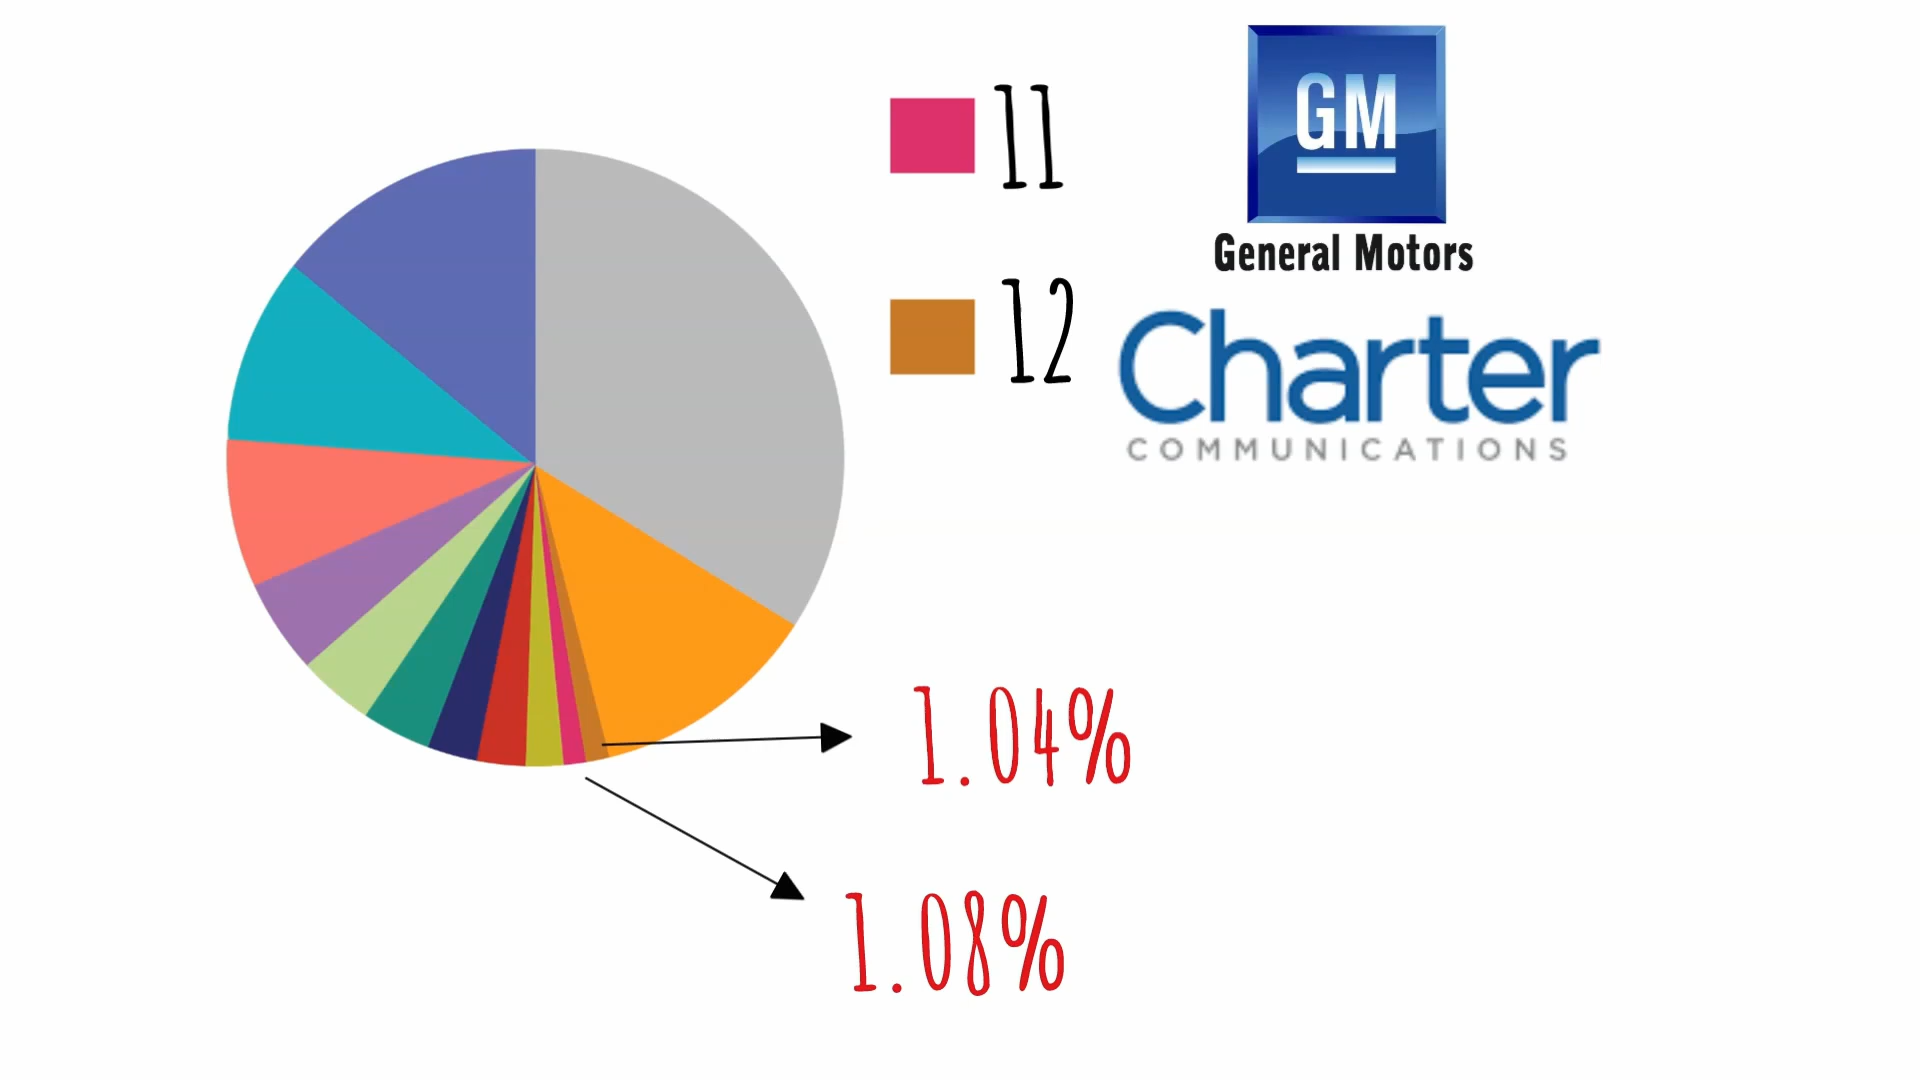 11
GM
General Motors
12
Charter
COMMUNICATIONS
1.04%
1.08%